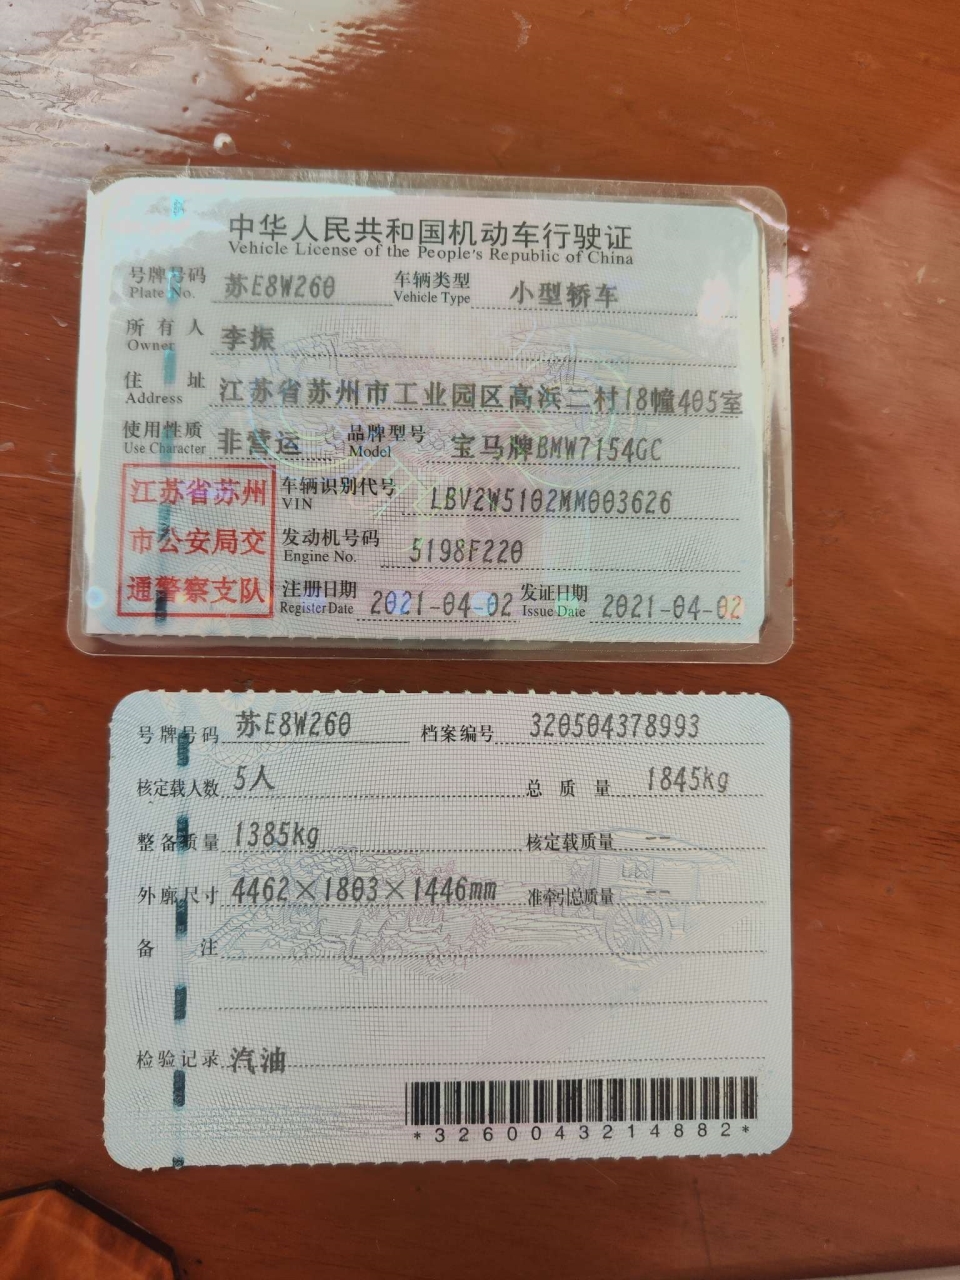 中华人民共和国机动车行驶证
Vehicle License of the People's Republic of China
号牌号码 苏E8W260 车辆类型 小型轿车
Plate No. Vehicle Type
所有人 李振
Owner
住址 江苏省苏州市工业园区高浜二村18幢405室
Address
使用性质 非营运 品牌型号 宝马牌BMW7154GC
Use Character Model
江苏省苏州
市公安局交
通警察支队
车辆识别代号 LBV2W5102MM003626
VIN
发动机号码 5198F220
Engine No.
注册日期 2021-04-02 发证日期 2021-04-02
Register Date Issue Date
号牌号码 苏E8W260 档案编号 320504378993
核定载人数 5人 总质量 1845kg
整备质量 1385kg 核定载质量 --
外廓尺寸 4462×1803×1446mm 准牵引总质量 --
备注
检验记录 汽油
*3260043214882*